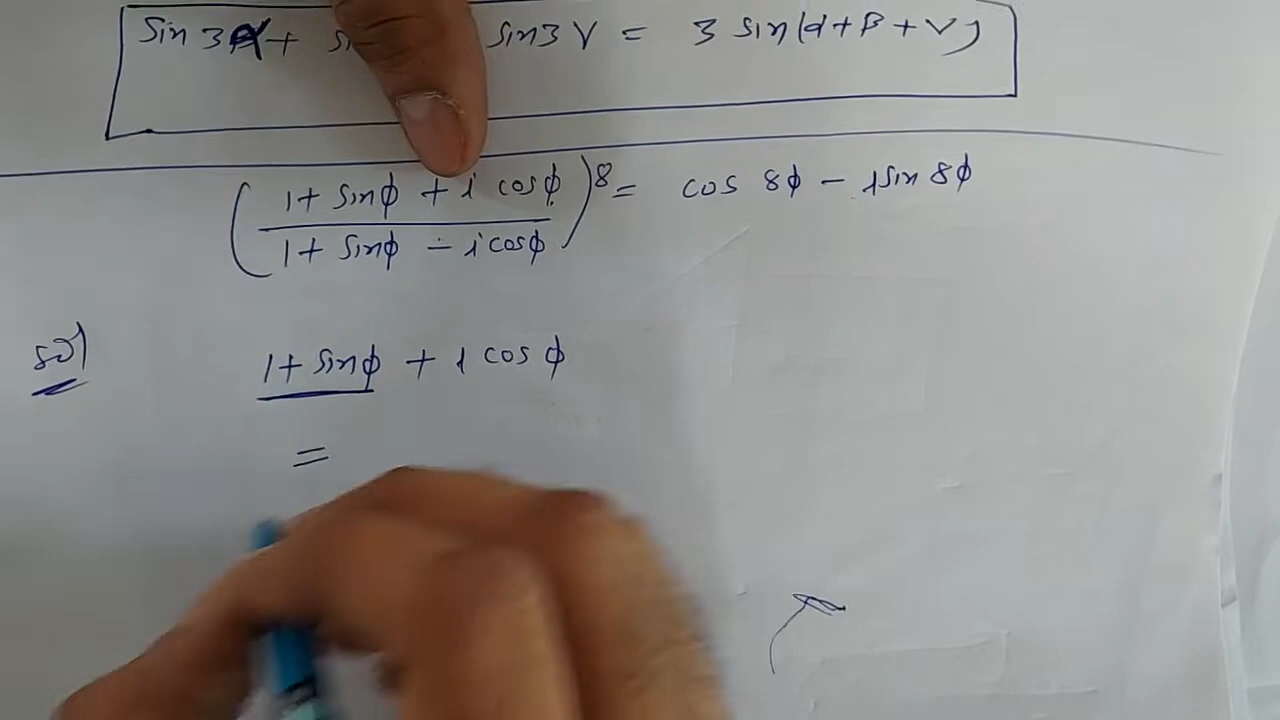 sin 3α + sin3γ = 3 sin(α+β+γ)
(1+ sinϕ + i cosϕ / 1+ sinϕ − i cosϕ)^8 = cos 8ϕ − i sin 8ϕ
sol
1+ sinϕ + i cos ϕ
=